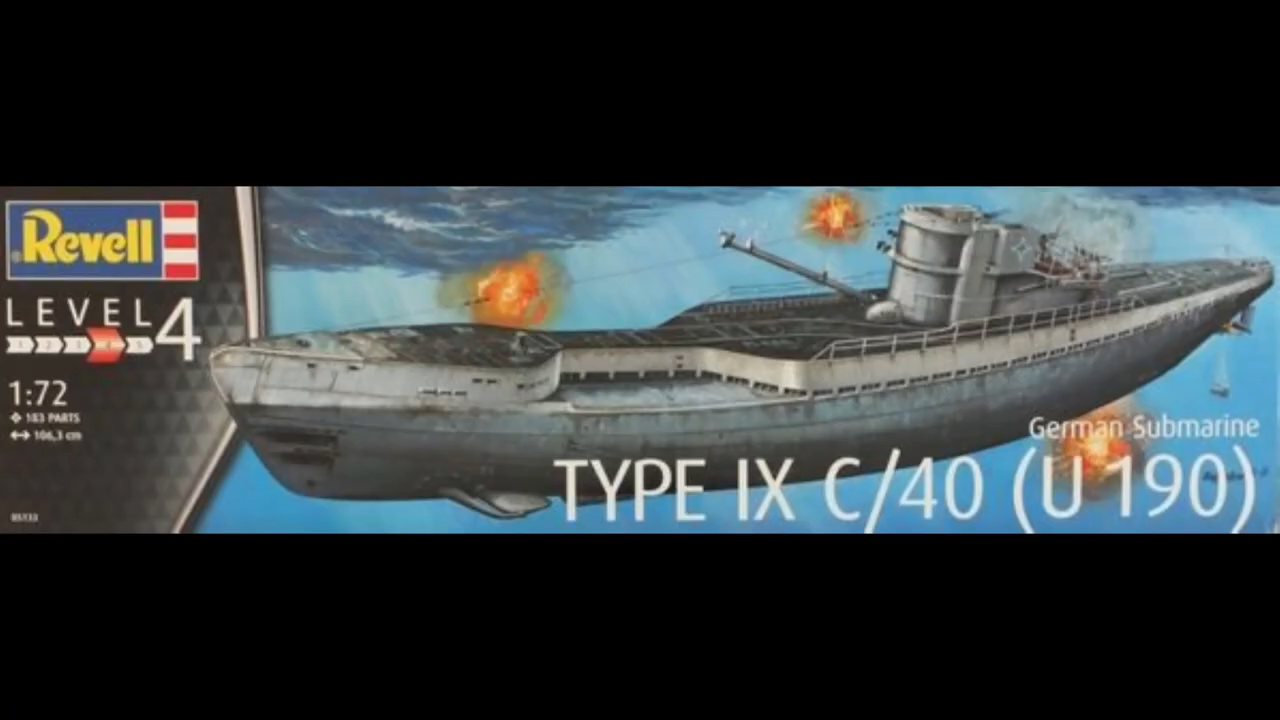 Revell
LEVEL 4
1 2 3 4 5
1:72
183 PARTS
106,3 cm
05133
German Submarine
TYPE IX C/40 (U 190)